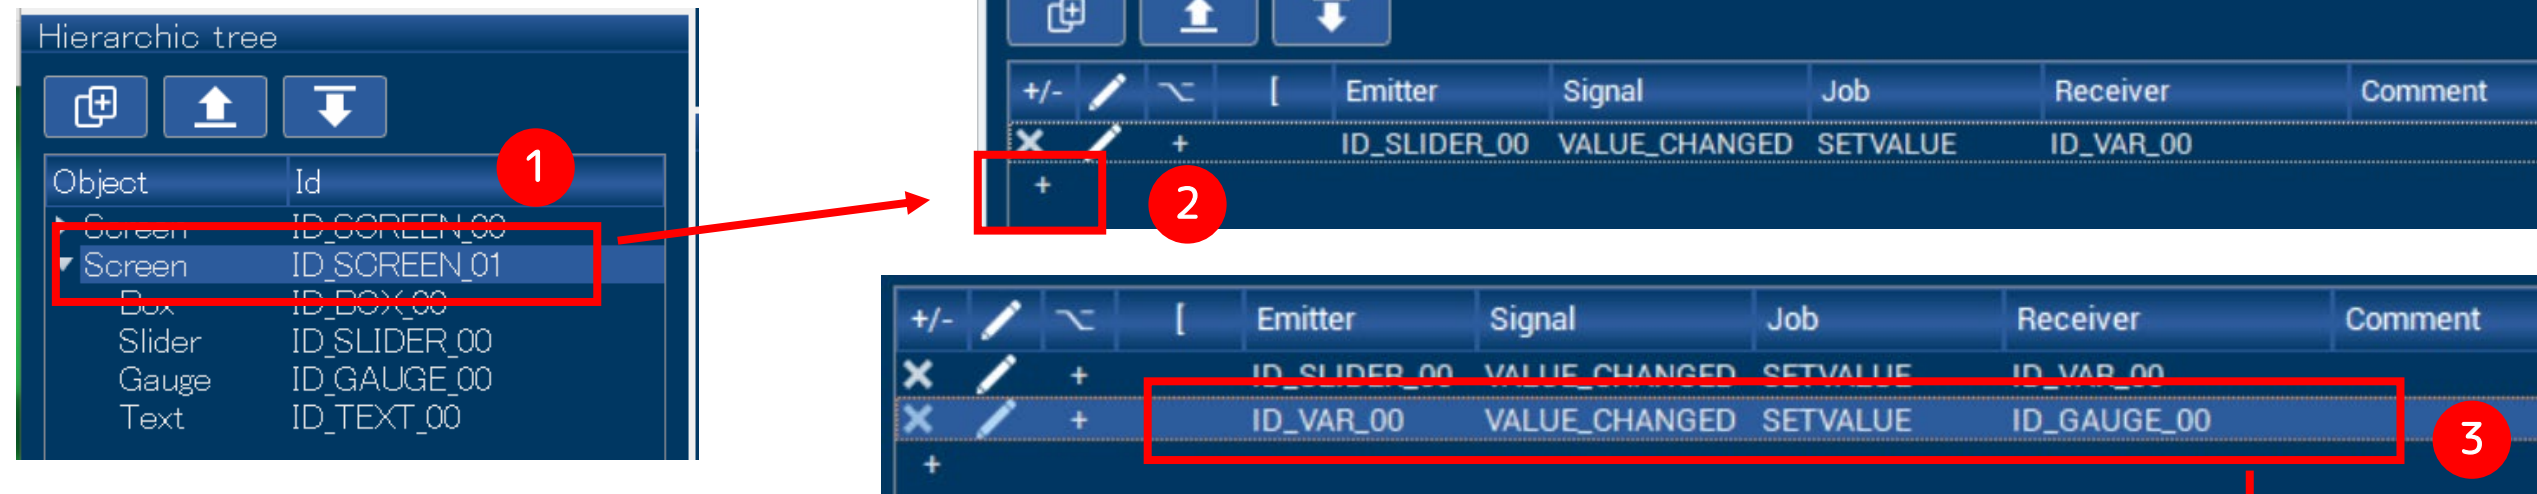 Hierarchic tree
Object Id
1
Screen ID_SCREEN_00
Screen ID_SCREEN_01
Box ID_BOX_00
Slider ID_SLIDER_00
Gauge ID_GAUGE_00
Text ID_TEXT_00
+/- [ Emitter Signal Job Receiver Comment
+ ID_SLIDER_00 VALUE_CHANGED SETVALUE ID_VAR_00
+
2
+/- [ Emitter Signal Job Receiver Comment
+ ID_SLIDER_00 VALUE_CHANGED SETVALUE ID_VAR_00
+ ID_VAR_00 VALUE_CHANGED SETVALUE ID_GAUGE_00
3
+